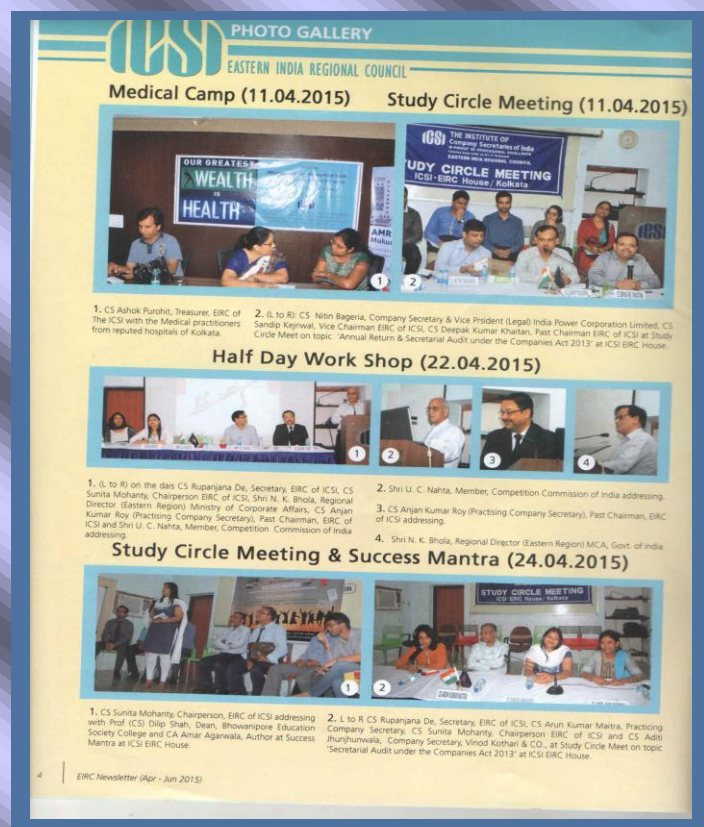 ICSI
PHOTO GALLERY
EASTERN INDIA REGIONAL COUNCIL
Medical Camp (11.04.2015)
Study Circle Meeting (11.04.2015)
OUR GREATEST
WEALTH
IS
HEALTH
AMR
Muku
1
ICSI THE INSTITUTE OF
Company Secretaries of India
EASTERN INDIA REGIONAL COUNCIL
UDY CIRCLE MEETING
ICSI-EIRC House/Kolkata
ICSI
2
1. CS Ashok Purohit, Treasurer, EIRC of
The ICSI with the Medical practitioners
from reputed hospitals of Kolkata.
2. (L to R): CS Nitin Bageria, Company Secretary & Vice Prsident (Legal) India Power Corporation Limited, CS
Sandip Kejriwal, Vice Chairman EIRC of ICSI, CS Deepak Kumar Khaitan, Past Chairman EIRC of ICSI at Study
Circle Meet on topic 'Annual Return & Secretarial Audit under the Companies Act 2013' at ICSI EIRC House.
Half Day Work Shop (22.04.2015)
1
2
3
4
1. (L to R) on the dais CS Rupanjana De, Secretary, EIRC of ICSI, CS
Sunita Mohanty, Chairperson EIRC of ICSI, Shri N. K. Bhola, Regional
Director (Eastern Region) Ministry of Corporate Affairs, CS Anjan
Kumar Roy (Practising Company Secretary), Past Chairman, EIRC of
ICSI and Shri U. C. Nahta, Member, Competition Commission of India
addressing.
2. Shri U. C. Nahta, Member, Competition Commission of India addressing.
3. CS Anjan Kumar Roy (Practising Company Secretary), Past Chairman, EIRC
of ICSI addressing.
4. Shri N. K. Bhola, Regional Director (Eastern Region) MCA, Govt. of India.
Study Circle Meeting & Success Mantra (24.04.2015)
1
STUDY CIRCLE MEETING
ICSI-EIRC House/Kolkata
2
1. CS Sunita Mohanty, Chairperson, EIRC of ICSI addressing
with Prof (CS) Dilip Shah, Dean, Bhowanipore Education
Society College and CA Amar Agarwala, Author at Success
Mantra at ICSI EIRC House.
2. L to R CS Rupanjana De, Secretary, EIRC of ICSI, CS Arun Kumar Maitra, Practicing
Company Secretary, CS Sunita Mohanty, Chairperson EIRC of ICSI and CS Aditi
Jhunjhunwala, Company Secretary, Vinod Kothari & CO., at Study Circle Meet on topic
'Secretarial Audit under the Companies Act 2013' at ICSI EIRC House.
4
EIRC Newsletter (Apr - Jun 2015)